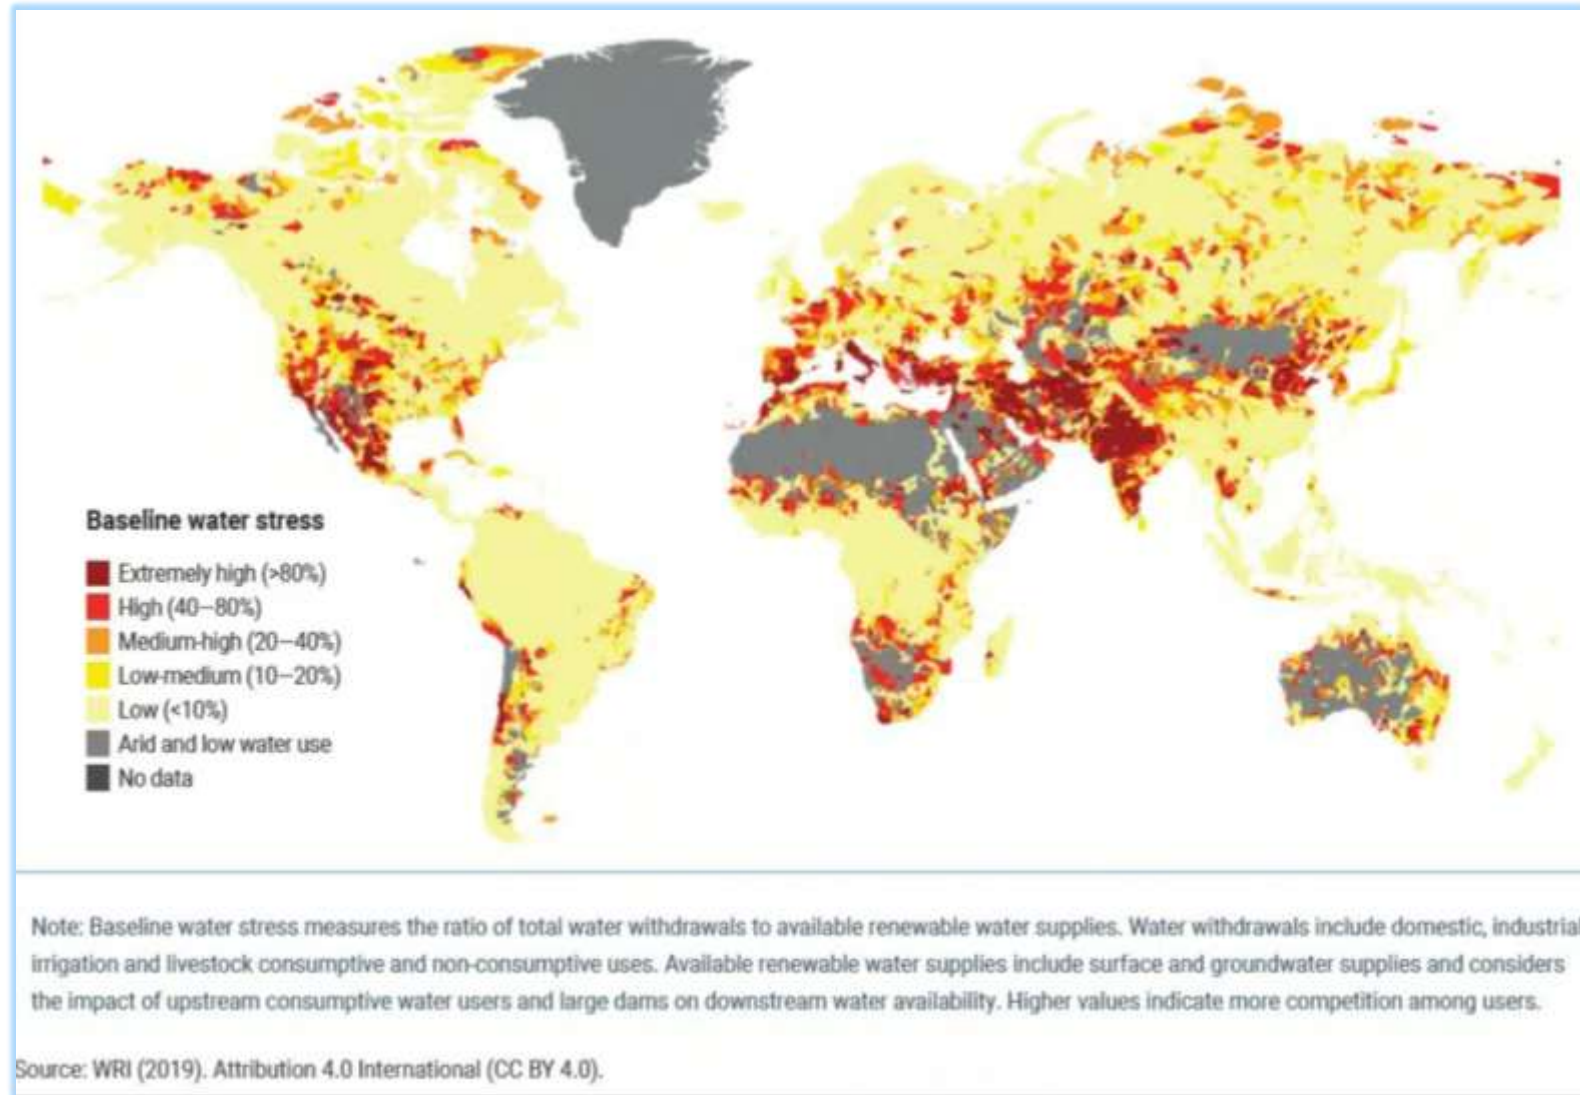 Baseline water stress
Extremely high (>80%)
High (40–80%)
Medium-high (20–40%)
Low-medium (10–20%)
Low (<10%)
Arid and low water use
No data
Note: Baseline water stress measures the ratio of total water withdrawals to available renewable water supplies. Water withdrawals include domestic, industrial
irrigation and livestock consumptive and non-consumptive uses. Available renewable water supplies include surface and groundwater supplies and considers
the impact of upstream consumptive water users and large dams on downstream water availability. Higher values indicate more competition among users.
Source: WRI (2019). Attribution 4.0 International (CC BY 4.0).